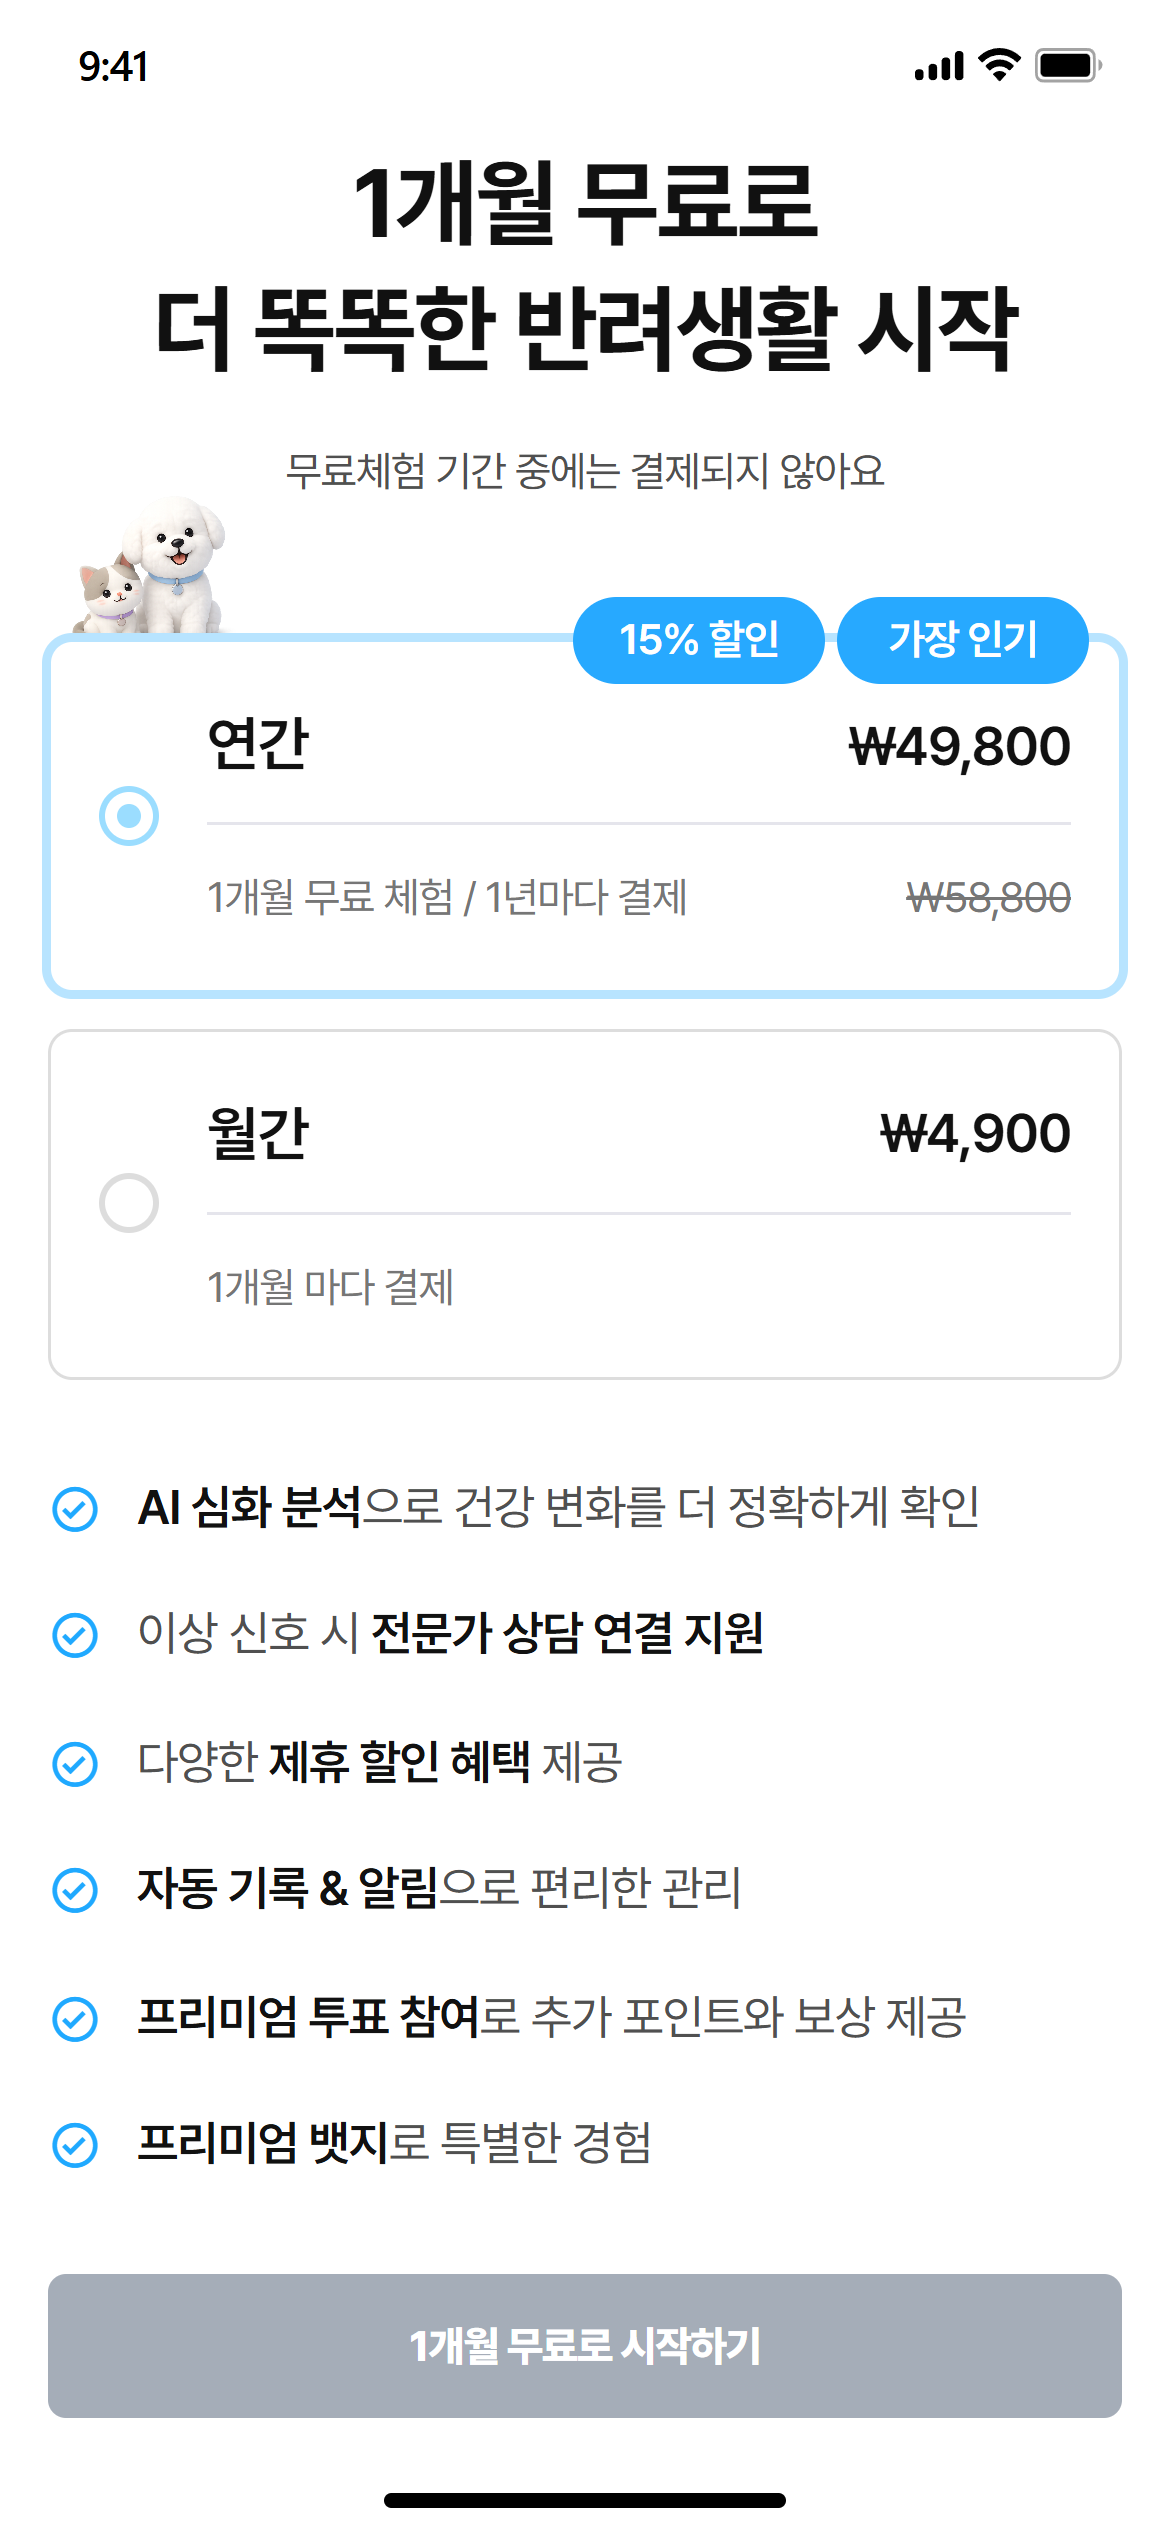 9:41
1개월 무료로
더 똑똑한 반려생활 시작
무료체험 기간 중에는 결제되지 않아요
15% 할인
가장 인기
연간
₩49,800
1개월 무료 체험 / 1년마다 결제
₩58,800
월간
₩4,900
1개월 마다 결제
AI 심화 분석으로 건강 변화를 더 정확하게 확인
이상 신호 시 전문가 상담 연결 지원
다양한 제휴 할인 혜택 제공
자동 기록 & 알림으로 편리한 관리
프리미엄 투표 참여로 추가 포인트와 보상 제공
프리미엄 뱃지로 특별한 경험
1개월 무료로 시작하기